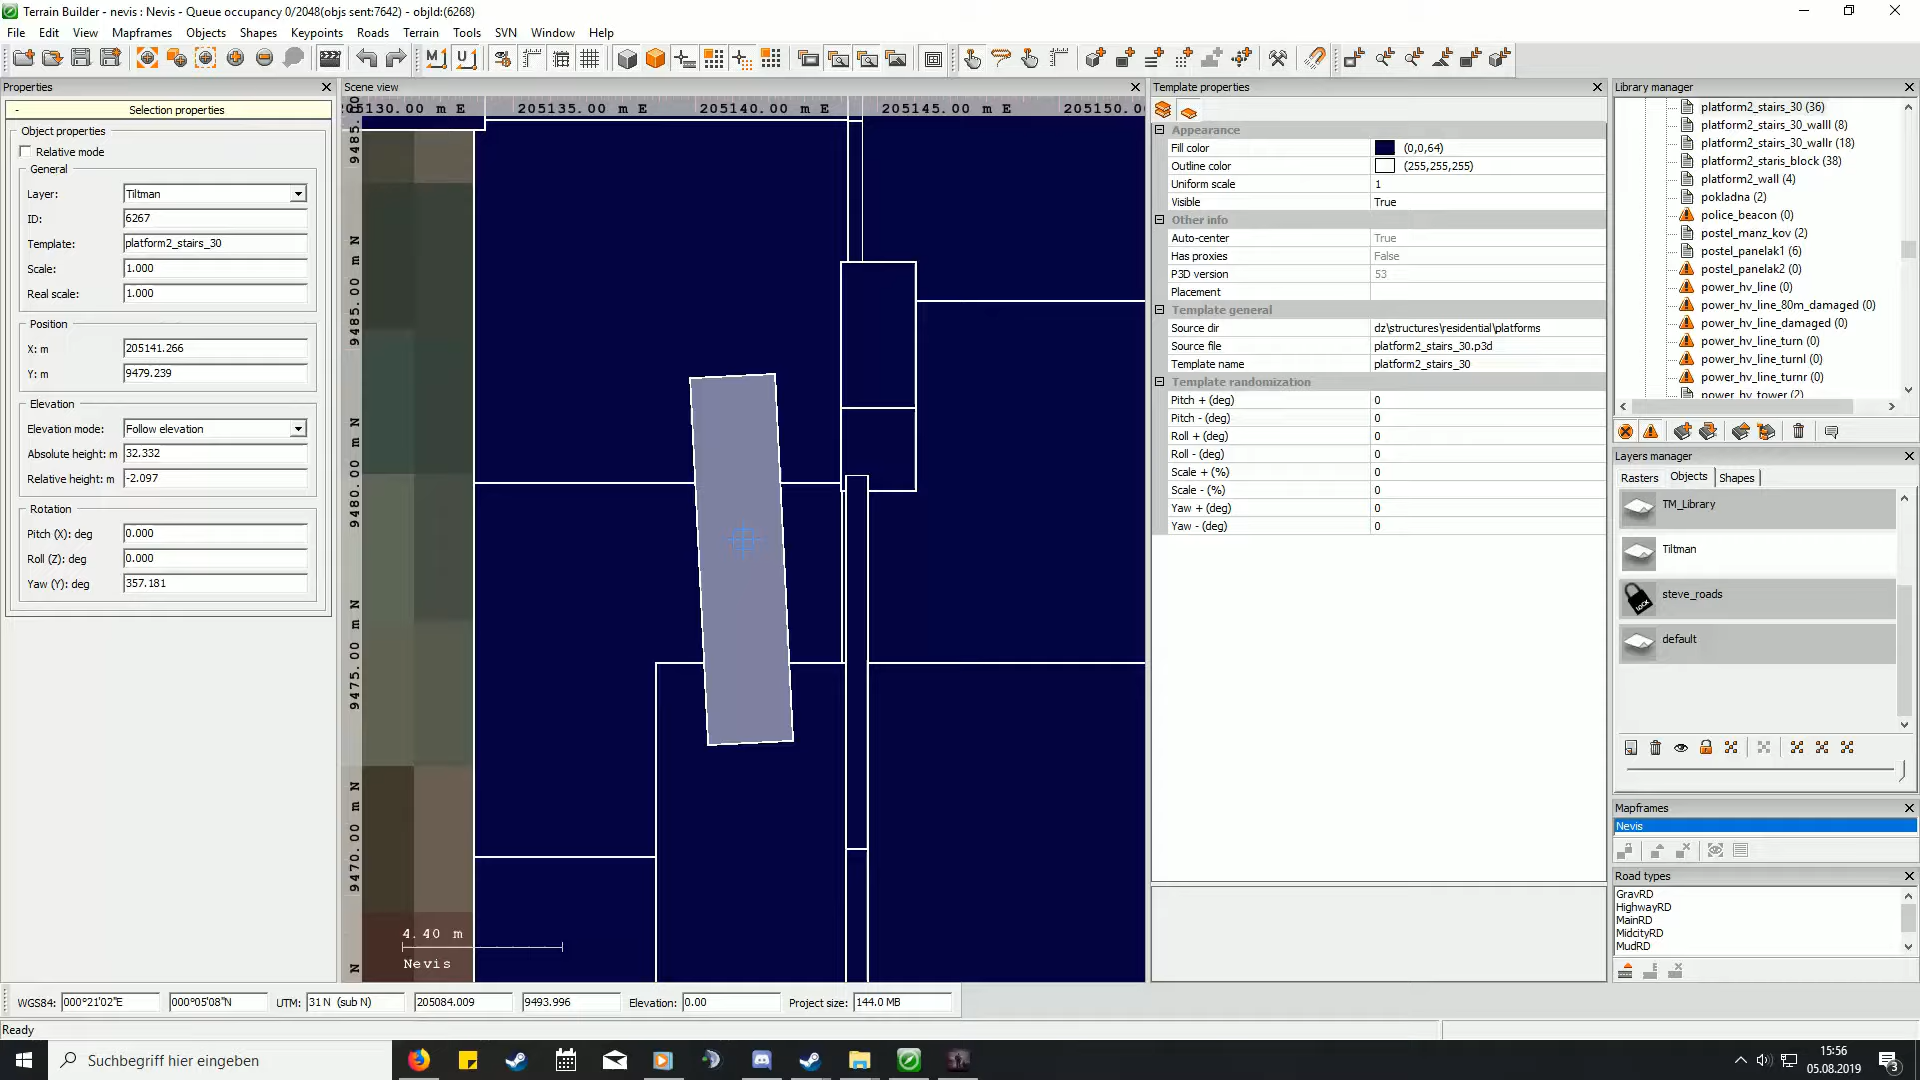 Terrain Builder - nevis : Nevis - Queue occupancy 0/2048(objs sent:7642) - objId:(6268)
File Edit View Mapframes Objects Shapes Keypoints Roads Terrain Tools SVN Window Help
Properties
- Selection properties
Object properties
Relative mode
General
Layer: Tiltman
ID: 6267
Template: platform2_stairs_30
Scale: 1.000
Real scale: 1.000
Position
X: m 205141.266
Y: m 9479.239
Elevation
Elevation mode: Follow elevation
Absolute height: m 32.332
Relative height: m -2.097
Rotation
Pitch (X): deg 0.000
Roll (Z): deg 0.000
Yaw (Y): deg 357.181
Scene view
205130.00 m E 205135.00 m E 205140.00 m E 205145.00 m E 205150.0
9485.00 m N
9480.00 m N
9475.00 m N
9470.00 m N
4.40 m
Nevis
Template properties
Appearance
Fill color (0,0,64)
Outline color (255,255,255)
Uniform scale 1
Visible True
Other info
Auto-center True
Has proxies False
P3D version 53
Placement
Template general
Source dir dz\structures\residential\platforms
Source file platform2_stairs_30.p3d
Template name platform2_stairs_30
Template randomization
Pitch + (deg) 0
Pitch - (deg) 0
Roll + (deg) 0
Roll - (deg) 0
Scale + (%) 0
Scale - (%) 0
Yaw + (deg) 0
Yaw - (deg) 0
Library manager
platform2_stairs_30 (36)
platform2_stairs_30_walll (8)
platform2_stairs_30_wallr (18)
platform2_staris_block (38)
platform2_wall (4)
pokladna (2)
police_beacon (0)
postel_manz_kov (2)
postel_panelak1 (6)
postel_panelak2 (0)
power_hv_line (0)
power_hv_line_80m_damaged (0)
power_hv_line_damaged (0)
power_hv_line_turn (0)
power_hv_line_turnl (0)
power_hv_line_turnr (0)
power_hv_tower (2)
Layers manager
Rasters Objects Shapes
TM_Library
Tiltman
steve_roads
default
Mapframes
Nevis
Road types
GravRD
HighwayRD
MainRD
MidcityRD
MudRD
WGS84: 000°21'02"E 000°05'08"N UTM: 31 N (sub N) 205084.009 9493.996 Elevation: 0.00 Project size: 144.0 MB
Ready
Suchbegriff hier eingeben
15:56
05.08.2019
3